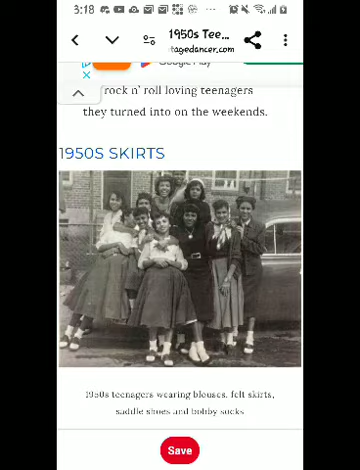 3:18
1950s Tee...
tagedancer.com
Google Play
rock n' roll loving teenagers
they turned into on the weekends.
1950S SKIRTS
1950s teenagers wearing blouses, felt skirts,
saddle shoes and bobby socks
Save